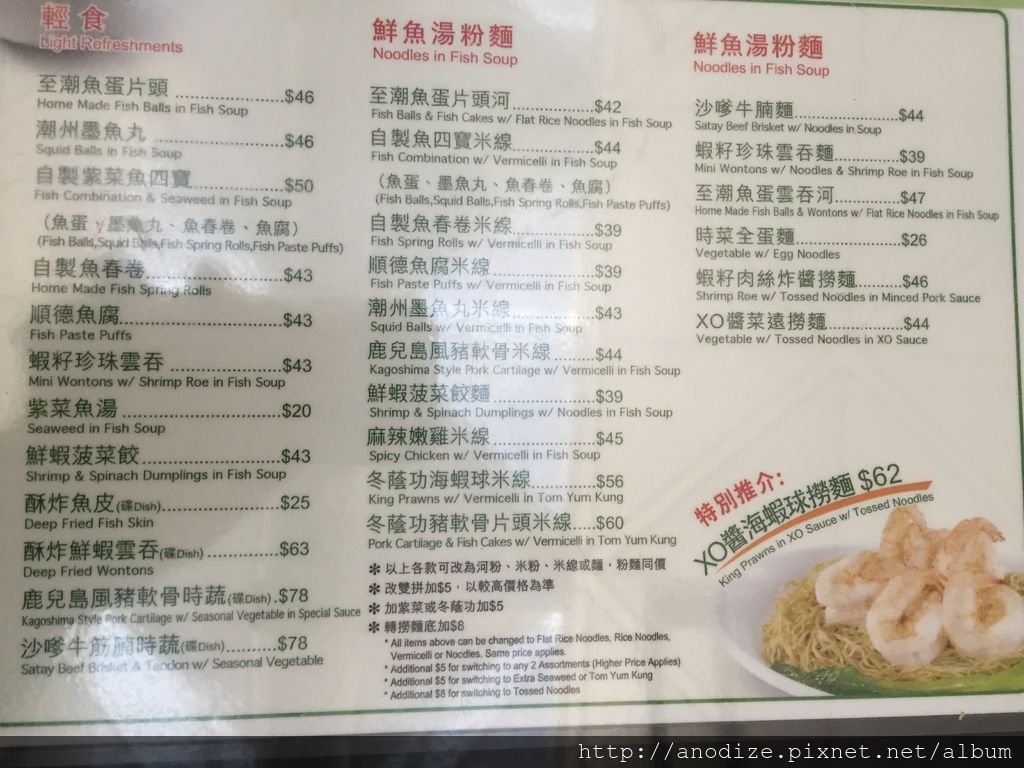 輕食
Light Refreshments
至潮魚蛋片頭 ........................$46
Home Made Fish Balls in Fish Soup
潮州墨魚丸 ..............................$46
Squid Balls in Fish Soup
自製紫菜魚四寶....................$50
Fish Combination & Seaweed in Fish Soup
（魚蛋、墨魚丸、魚春卷、魚腐）
(Fish Balls,Squid Balls,Fish Spring Rolls,Fish Paste Puffs)
自製魚春卷..............................$43
Home Made Fish Spring Rolls
順德魚腐...................................$43
Fish Paste Puffs
蝦籽珍珠雲吞 ........................$43
Mini Wontons w/ Shrimp Roe in Fish Soup
紫菜魚湯 ..................................$20
Seaweed in Fish Soup
鮮蝦菠菜餃 ..............................$43
Shrimp & Spinach Dumplings in Fish Soup
酥炸魚皮(碟Dish)..........................$25
Deep Fried Fish Skin
酥炸鮮蝦雲吞(碟Dish) ...............$63
Deep Fried Wontons
鹿兒島風豬軟骨時蔬(碟Dish) .$78
Kagoshima Style Pork Cartilage w/ Seasonal Vegetable in Special Sauce
沙嗲牛筋腩時蔬(碟Dish)..........$78
Satay Beef Brisket & Tendon w/ Seasonal Vegetable
鮮魚湯粉麵
Noodles in Fish Soup
至潮魚蛋片頭河..................$42
Fish Balls & Fish Cakes w/ Flat Rice Noodles in Fish Soup
自製魚四寶米線..................$44
Fish Combination w/ Vermicelli in Fish Soup
（魚蛋、墨魚丸、魚春卷、魚腐）
(Fish Balls,Squid Balls,Fish Spring Rolls,Fish Paste Puffs)
自製魚春卷米線..................$39
Fish Spring Rolls w/ Vermicelli in Fish Soup
順德魚腐米線.......................$39
Fish Paste Puffs w/ Vermicelli in Fish Soup
潮州墨魚丸米線..................$43
Squid Balls w/ Vermicelli in Fish Soup
鹿兒島風豬軟骨米線.........$44
Kagoshima Style Pork Cartilage w/ Vermicelli in Fish Soup
鮮蝦菠菜餃麵.......................$39
Shrimp & Spinach Dumplings w/ Noodles in Fish Soup
麻辣嫩雞米線.......................$45
Spicy Chicken w/ Vermicelli in Fish Soup
冬蔭功海蝦球米線..............$56
King Prawns w/ Vermicelli in Tom Yum Kung
冬蔭功豬軟骨片頭米線.....$60
Pork Cartilage & Fish Cakes w/ Vermicelli in Tom Yum Kung
✻ 以上各款可改為河粉、米粉、米線或麵，粉麵同價
✻ 改雙拼加$5，以較高價格為準
✻ 加紫菜或冬蔭功加$5
✻ 轉撈麵底加$8
* All items above can be changed to Flat Rice Noodles, Rice Noodles,
Vermicelli or Noodles. Same price applies.
* Additional $5 for switching to any 2 Assortments (Higher Price Applies)
* Additional $5 for switching to Extra Seaweed or Tom Yum Kung
* Additional $8 for switching to Tossed Noodles
鮮魚湯粉麵
Noodles in Fish Soup
沙嗲牛腩麵......................$44
Satay Beef Brisket w/ Noodles in Soup
蝦籽珍珠雲吞麵..............$39
Mini Wontons w/ Noodles & Shrimp Roe in Fish Soup
至潮魚蛋雲吞河..............$47
Home Made Fish Balls & Wontons w/ Flat Rice Noodles in Fish Soup
時菜全蛋麵......................$26
Vegetable w/ Egg Noodles
蝦籽肉絲炸醬撈麵..........$46
Shrimp Roe w/ Tossed Noodles in Minced Pork Sauce
XO醬菜遠撈麵.................$44
Vegetable w/ Tossed Noodles in XO Sauce
特別推介:
XO醬海蝦球撈麵 $62
King Prawns in XO Sauce w/ Tossed Noodles
http://anodize.pixnet.net/album